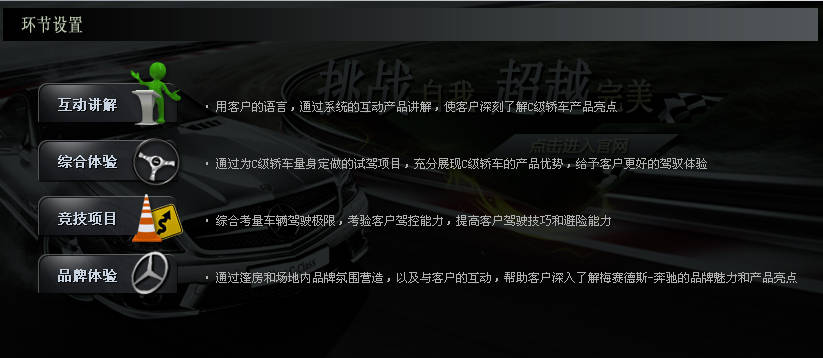 环节设置
挑战自我 超越完美
互动讲解
· 用客户的语言，通过系统的互动产品讲解，使客户深刻了解C级轿车产品亮点
点击进入官网
综合体验
· 通过为C级轿车量身定做的试驾项目，充分展现C级轿车的产品优势，给予客户更好的驾驭体验
竞技项目
· 综合考量车辆驾驶极限，考验客户驾控能力，提高客户驾驶技巧和避险能力
品牌体验
· 通过篷房和场地内品牌氛围营造，以及与客户的互动，帮助客户深入了解梅赛德斯-奔驰的品牌魅力和产品亮点